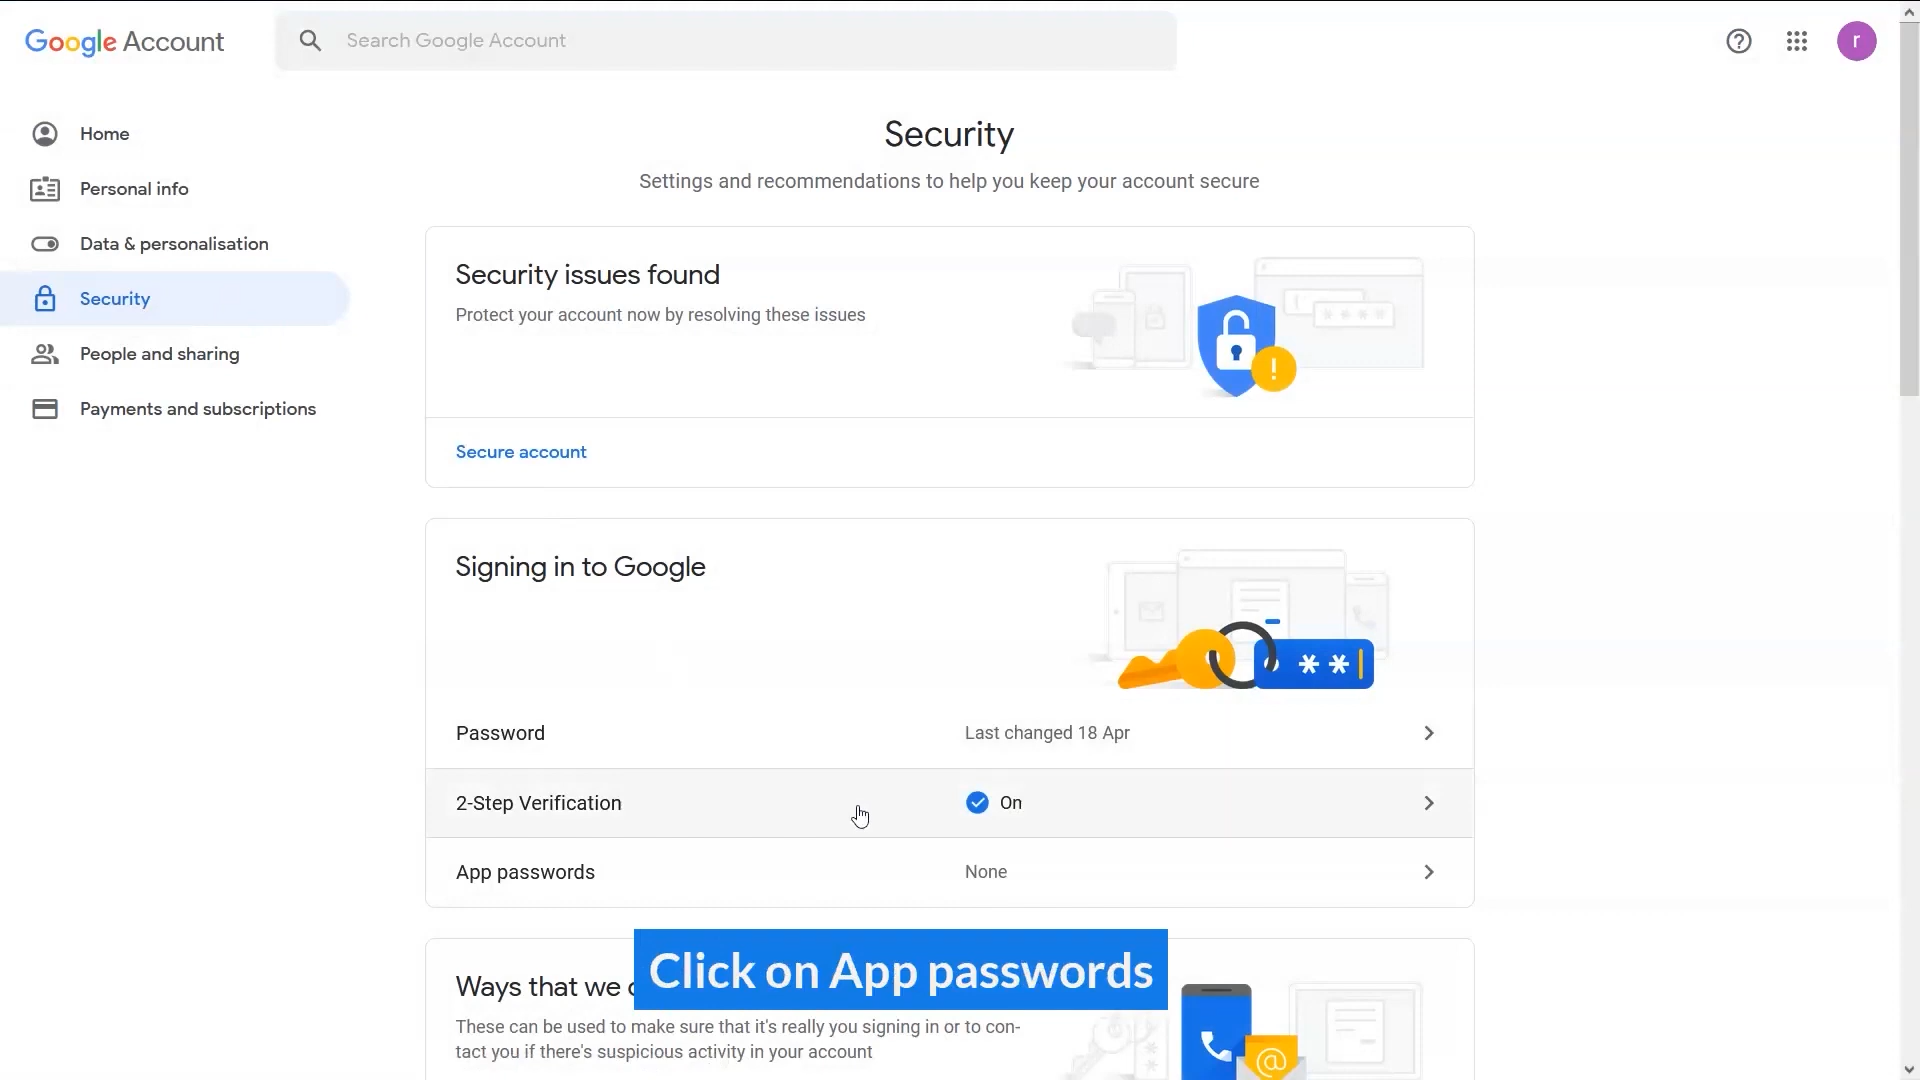 Google Account
Search Google Account
r
Home
Personal info
Data & personalisation
Security
People and sharing
Payments and subscriptions
Security
Settings and recommendations to help you keep your account secure
Security issues found
Protect your account now by resolving these issues
Secure account
Signing in to Google
Password
Last changed 18 Apr
2-Step Verification
On
App passwords
None
Click on App passwords
Ways that we
These can be used to make sure that it's really you signing in or to con-
tact you if there's suspicious activity in your account